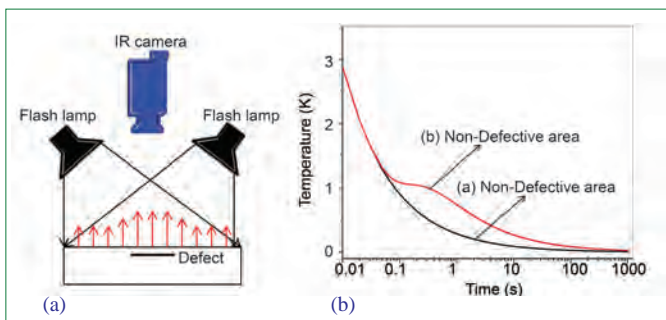 IR camera
Flash lamp
Flash lamp
Defect
(a)
Temperature (K)
3
2
1
0
(b) Non-Defective area
(a) Non-Defective area
0.01
0.1
1
10
100
1000
Time (s)
(b)